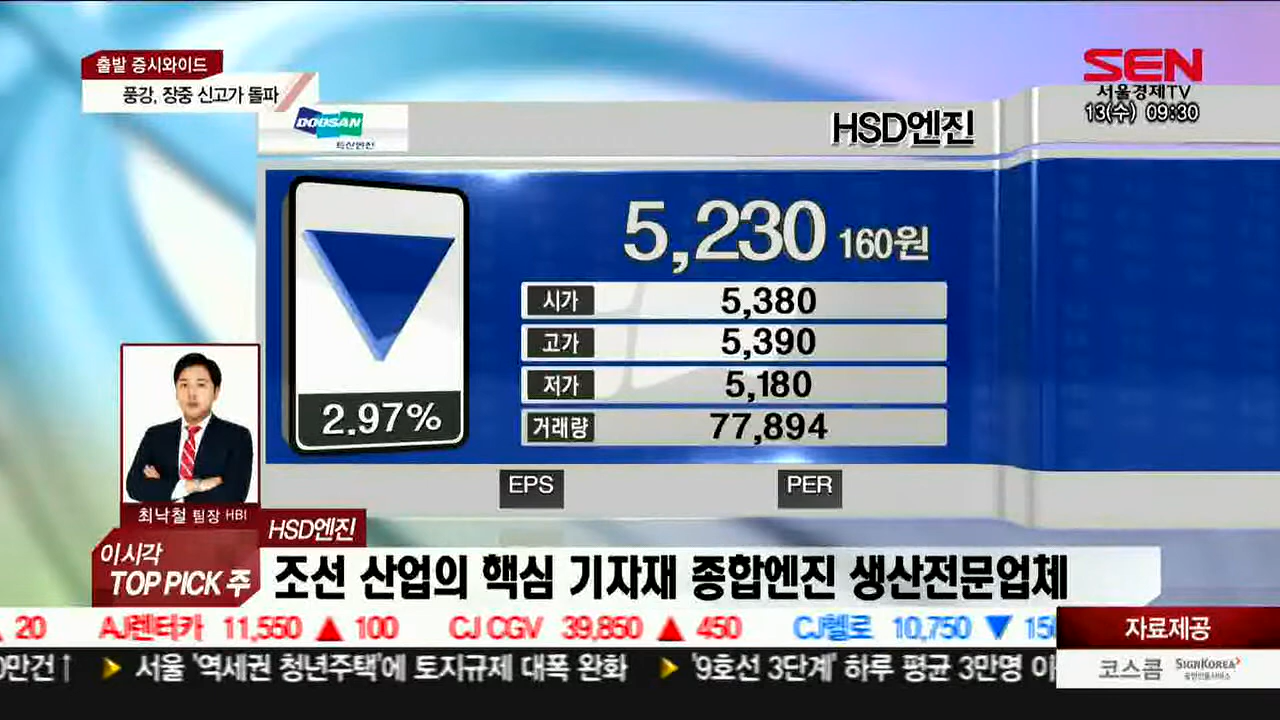 출발 증시와이드
풍강, 장중 신고가 돌파
SEN
서울경제TV
13(수) 09:30
DOOSAN
두산엔진
HSD엔진
5,230 160원
2.97%
시가 5,380
고가 5,390
저가 5,180
거래량 77,894
EPS PER
최낙철 팀장 HBI
HSD엔진
이시각
TOP PICK 주
조선 산업의 핵심 기자재 종합엔진 생산전문업체
▲ 20 AJ렌터카 11,550 ▲ 100 CJ CGV 39,850 ▲ 450 CJ헬로 10,750 ▼ 150
자료제공
0만건↑ ▶ 서울 '역세권 청년주택'에 토지규제 대폭 완화 ▶ '9호선 3단계' 하루 평균 3만명
코스콤 SIGNKOREA